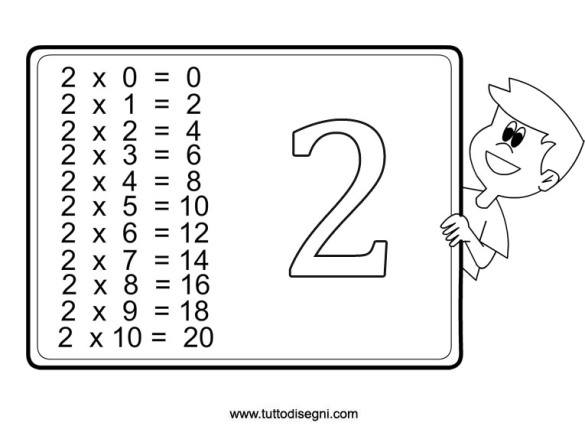 2 x 0 = 0
2 x 1 = 2
2 x 2 = 4
2 x 3 = 6
2 x 4 = 8
2 x 5 = 10
2 x 6 = 12
2 x 7 = 14
2 x 8 = 16
2 x 9 = 18
2 x 10 = 20
2
www.tuttodisegni.com